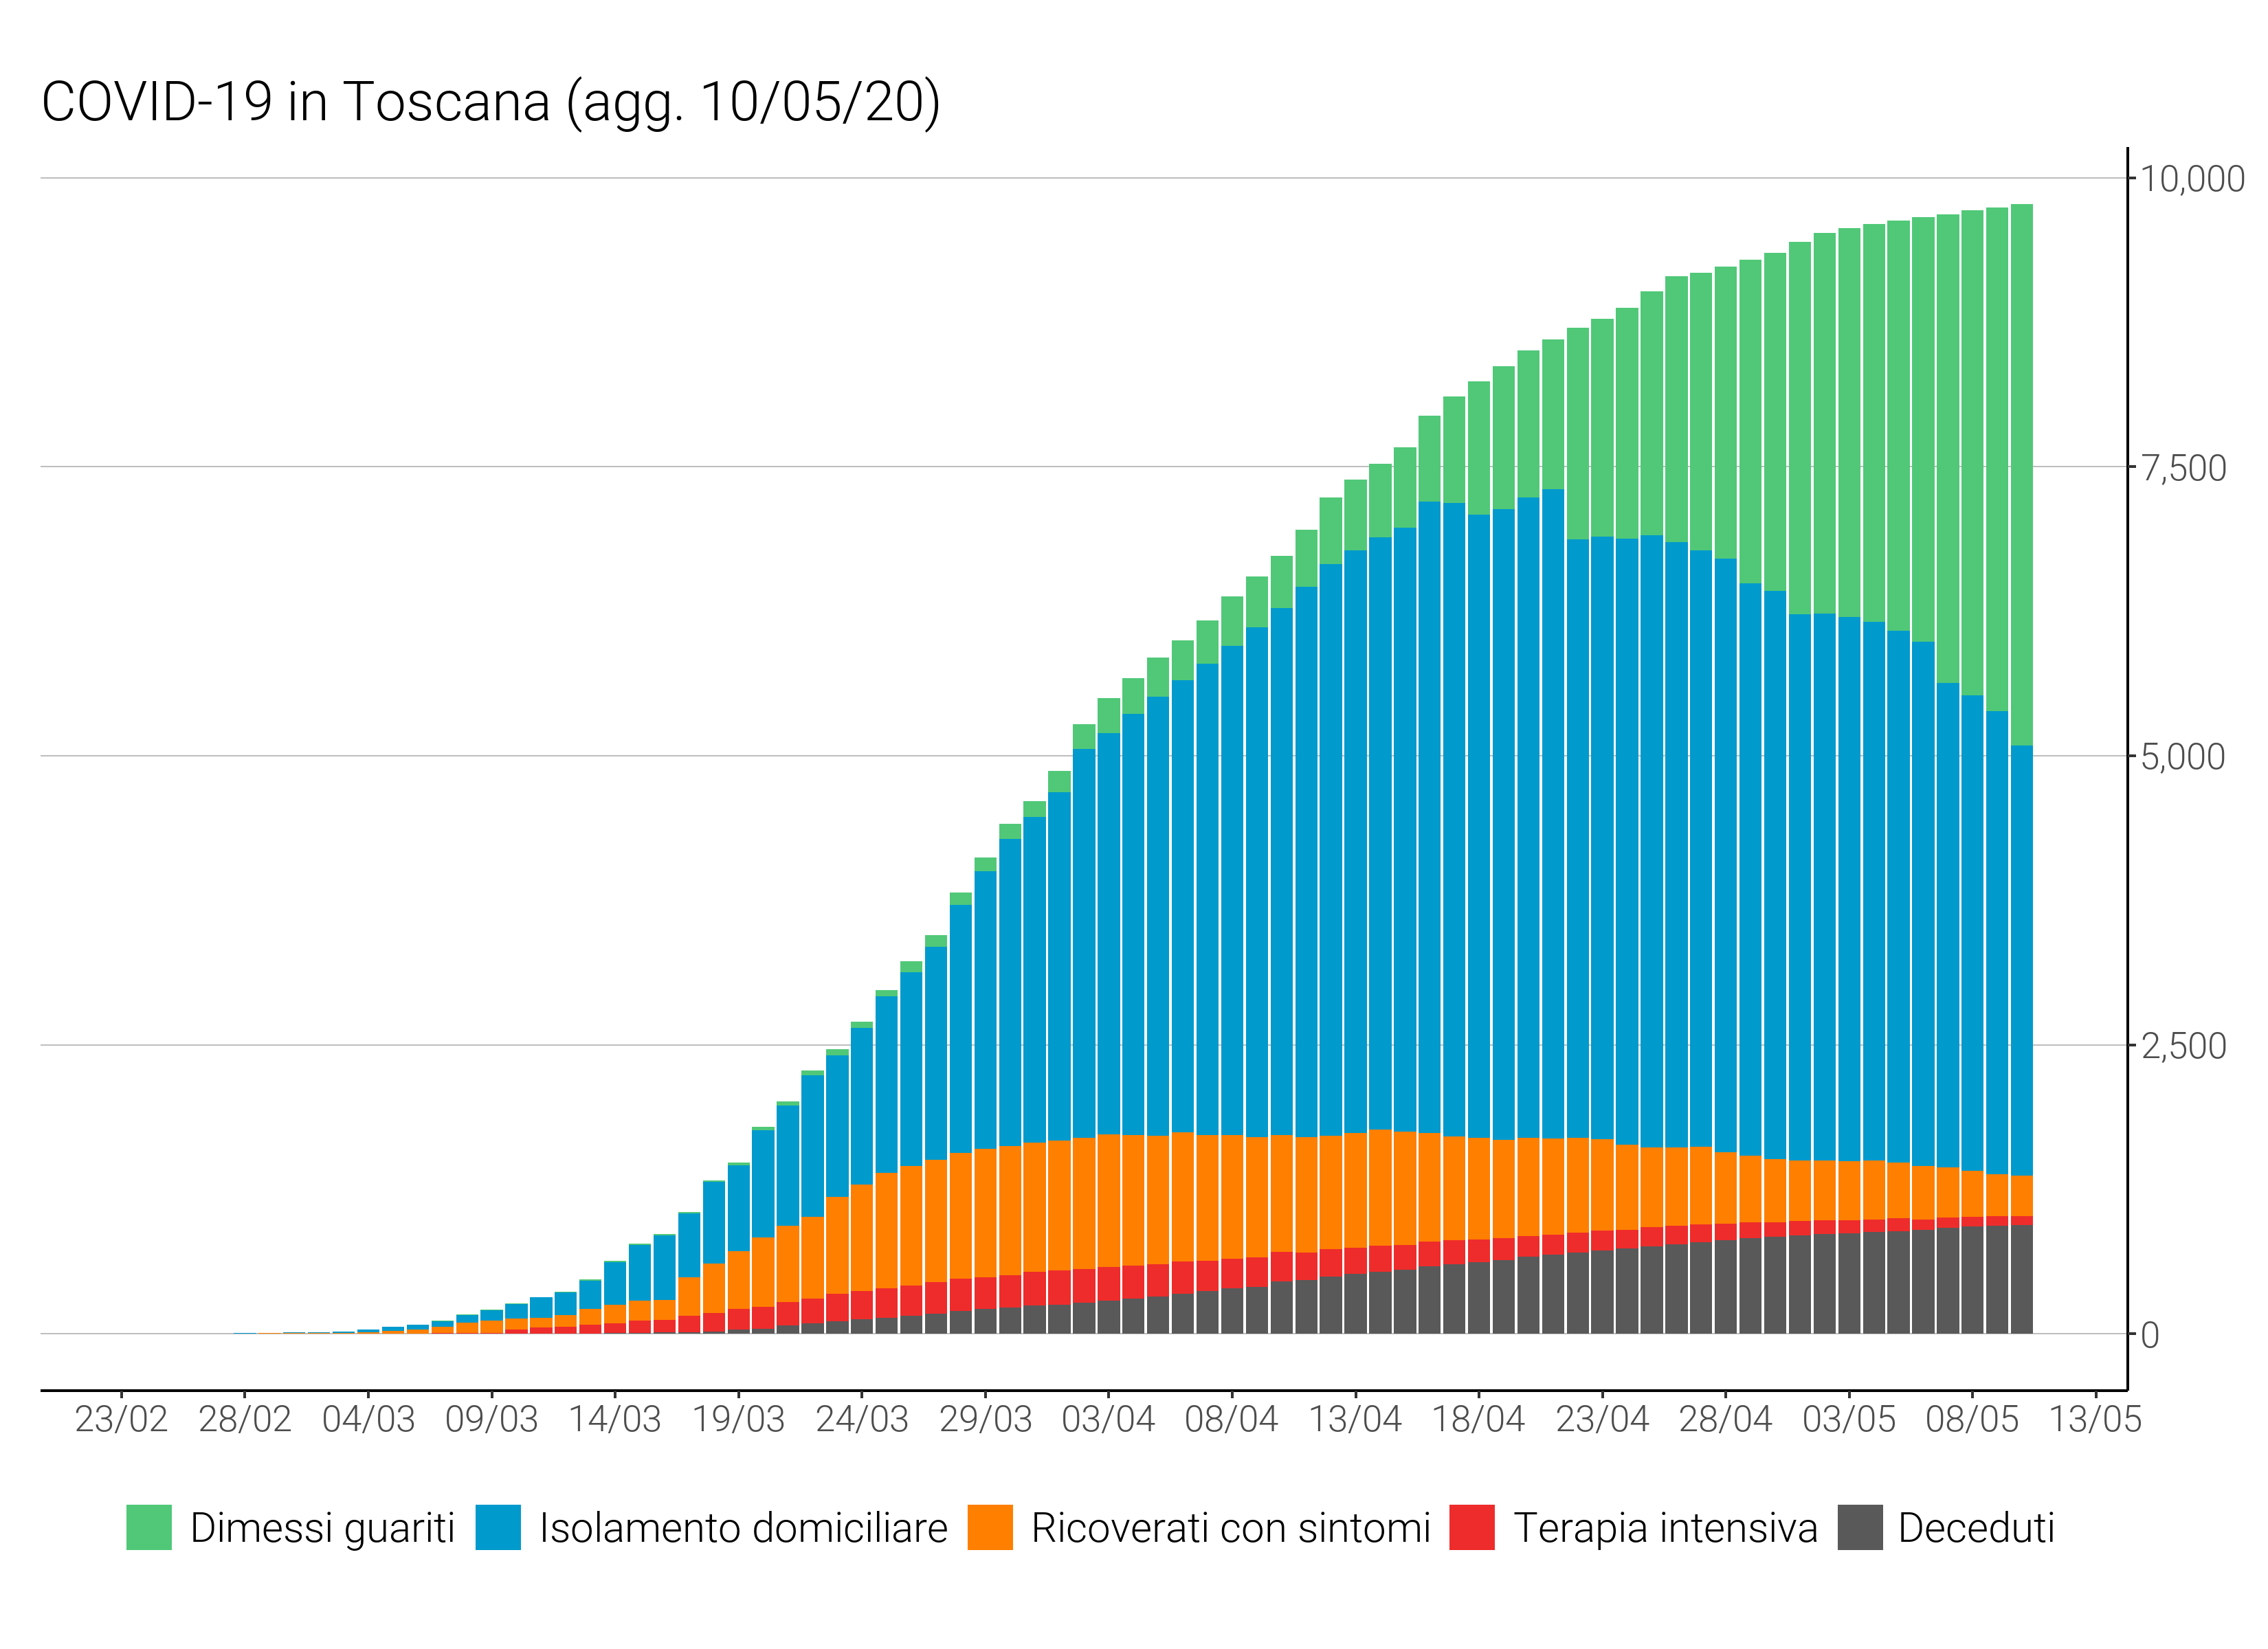 COVID-19 in Toscana (agg. 10/05/20)
10,000
7,500
5,000
2,500
0
23/02 28/02 04/03 09/03 14/03 19/03 24/03 29/03 03/04 08/04 13/04 18/04 23/04 28/04 03/05 08/05 13/05
Dimessi guariti Isolamento domiciliare Ricoverati con sintomi Terapia intensiva Deceduti